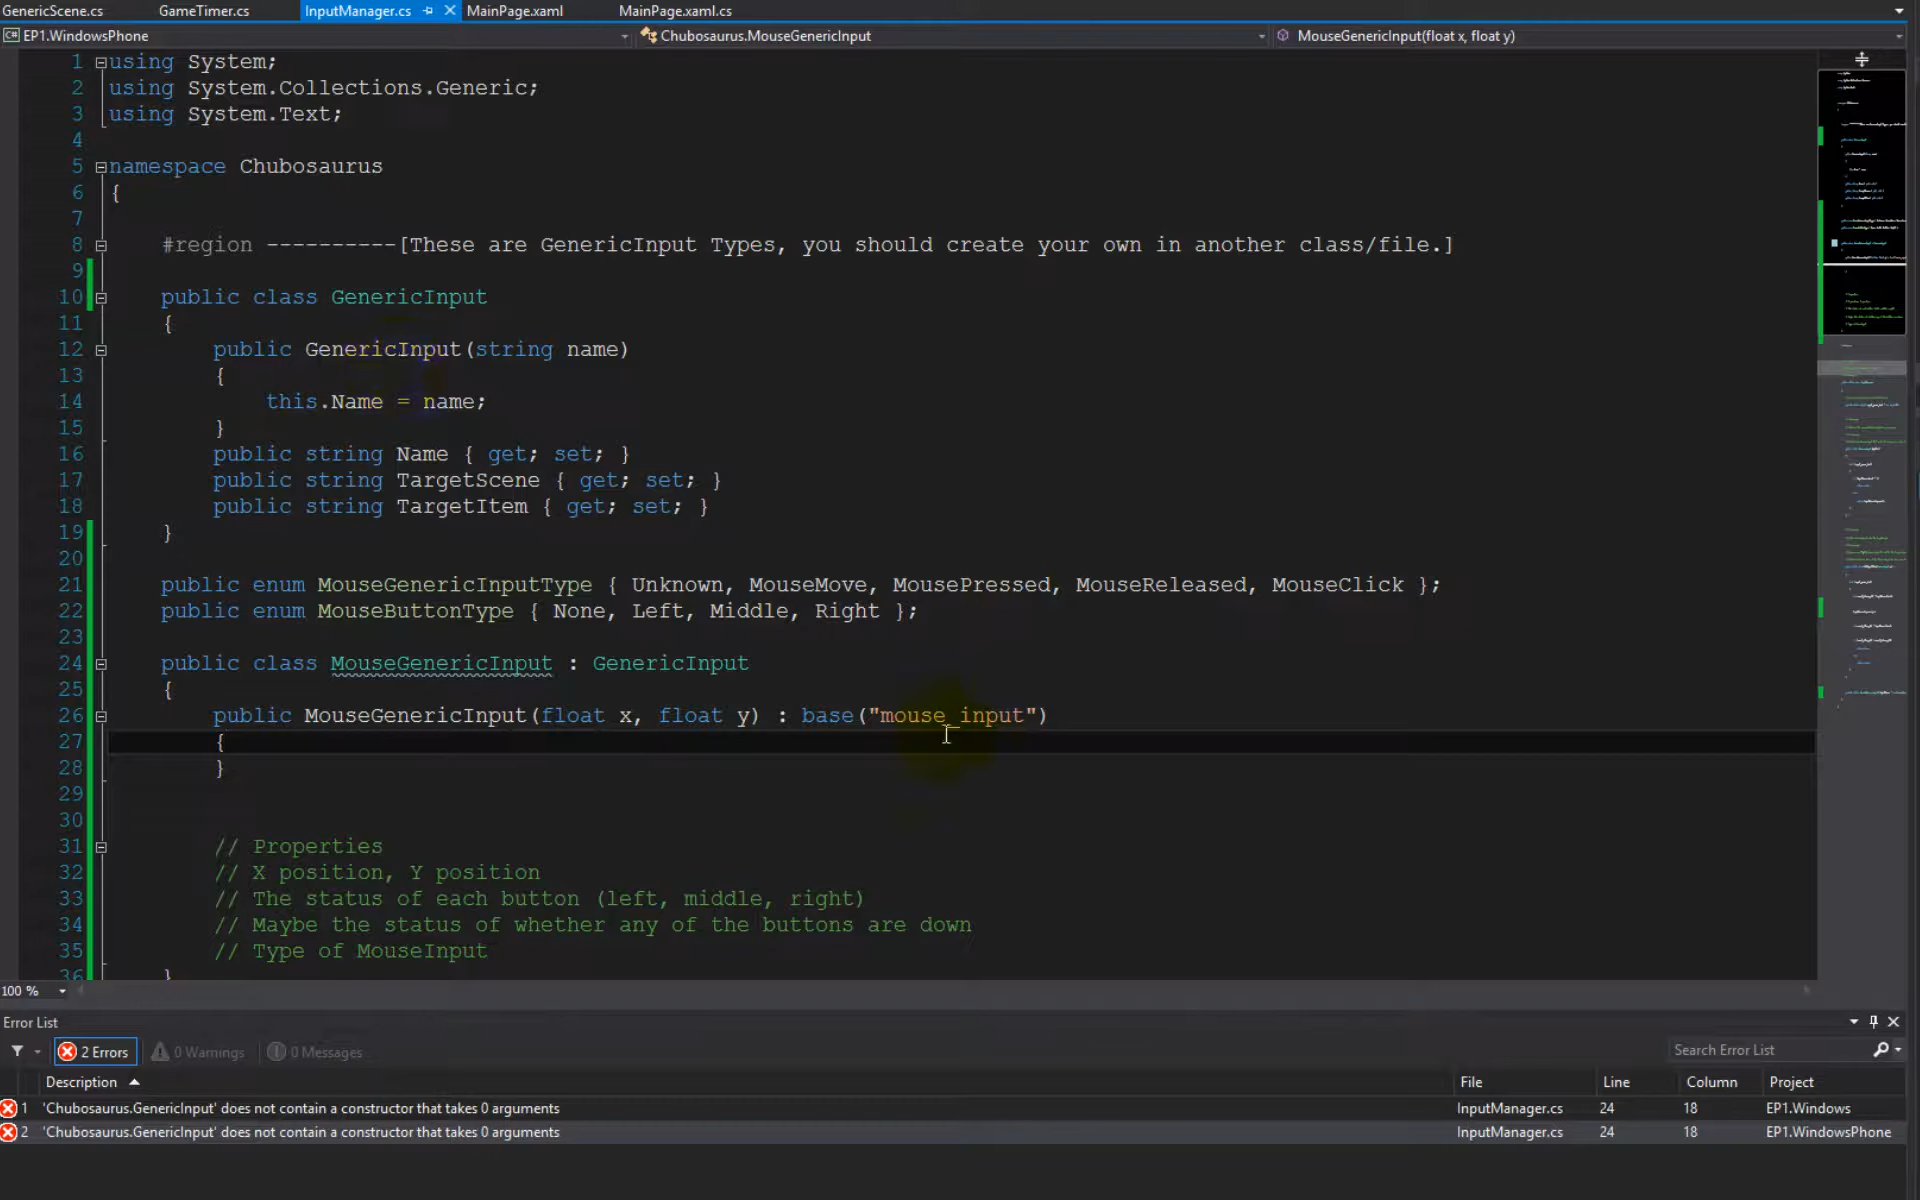 GenericScene.cs GameTimer.cs InputManager.cs MainPage.xaml MainPage.xaml.cs
C# EP1.WindowsPhone Chubosaurus.MouseGenericInput MouseGenericInput(float x, float y)
1 using System;
2 using System.Collections.Generic;
3 using System.Text;
4
5 namespace Chubosaurus
6 {
7
8 #region ----------[These are GenericInput Types, you should create your own in another class/file.]
9
10 public class GenericInput
11 {
12 public GenericInput(string name)
13 {
14 this.Name = name;
15 }
16 public string Name { get; set; }
17 public string TargetScene { get; set; }
18 public string TargetItem { get; set; }
19 }
20
21 public enum MouseGenericInputType { Unknown, MouseMove, MousePressed, MouseReleased, MouseClick };
22 public enum MouseButtonType { None, Left, Middle, Right };
23
24 public class MouseGenericInput : GenericInput
25 {
26 public MouseGenericInput(float x, float y) : base("mouse_input")
27 {
28 }
29
30
31 // Properties
32 // X position, Y position
33 // The status of each button (left, middle, right)
34 // Maybe the status of whether any of the buttons are down
35 // Type of MouseInput
36 }
100 %
Error List
2 Errors 0 Warnings 0 Messages Search Error List
Description File Line Column Project
1 'Chubosaurus.GenericInput' does not contain a constructor that takes 0 arguments InputManager.cs 24 18 EP1.Windows
2 'Chubosaurus.GenericInput' does not contain a constructor that takes 0 arguments InputManager.cs 24 18 EP1.WindowsPhone